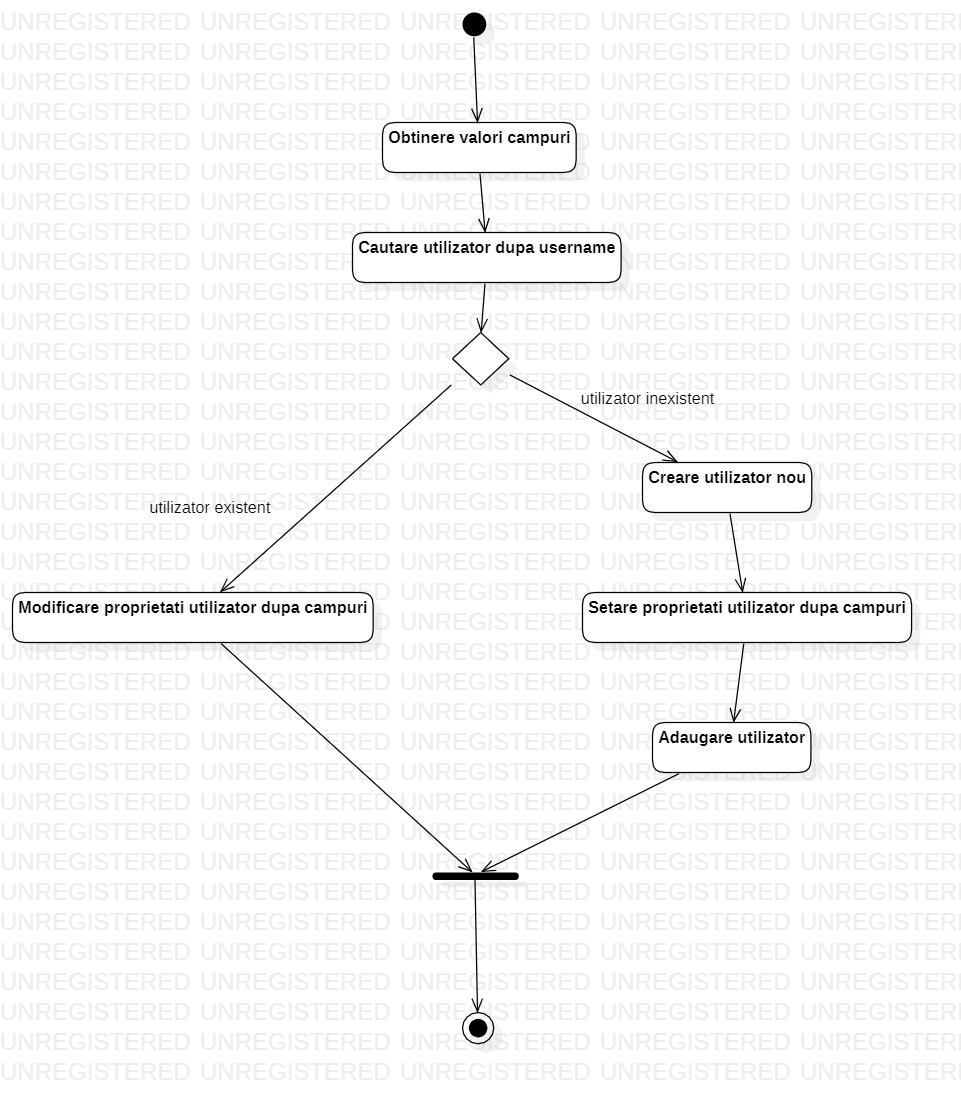 Obtinere valori campuri
Cautare utilizator dupa username
utilizator inexistent
Creare utilizator nou
utilizator existent
Modificare proprietati utilizator dupa campuri
Setare proprietati utilizator dupa campuri
Adaugare utilizator
UNREGISTERED